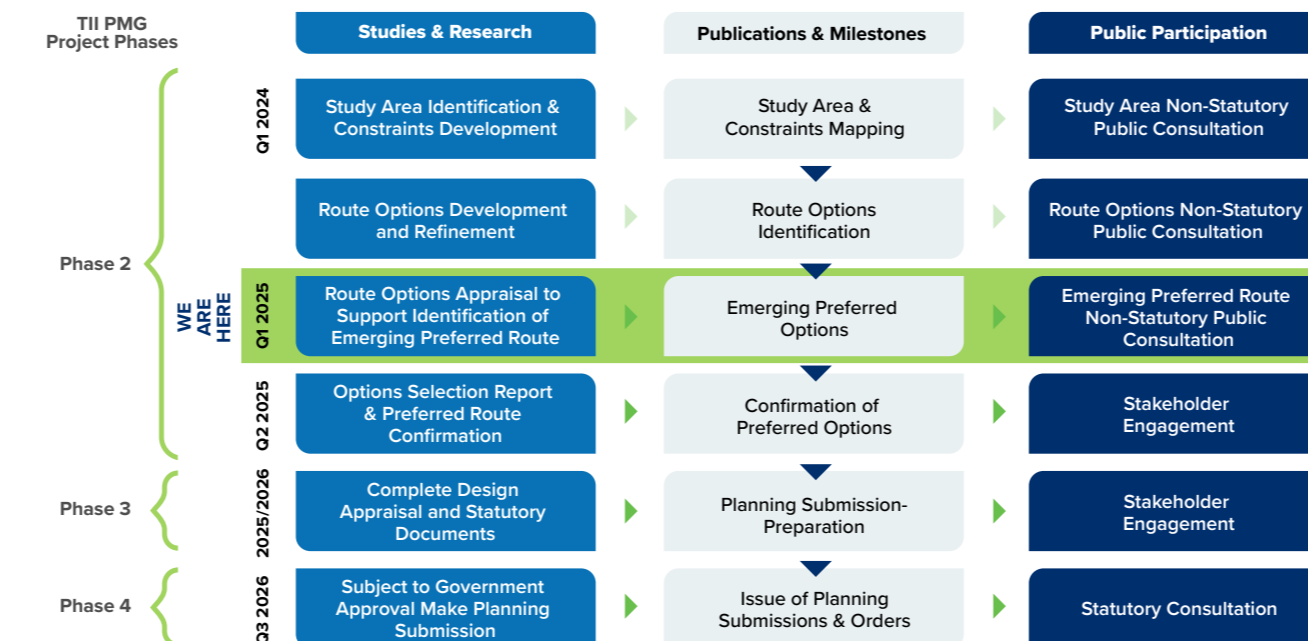 TII PMG
Project Phases
Studies & Research
Publications & Milestones
Public Participation
Phase 2
Q1 2024
Study Area Identification &
Constraints Development
Study Area &
Constraints Mapping
Study Area Non-Statutory
Public Consultation
Route Options Development
and Refinement
Route Options
Identification
Route Options Non-Statutory
Public Consultation
WE
ARE
HERE
Q1 2025
Route Options Appraisal to
Support Identification of
Emerging Preferred Route
Emerging Preferred
Options
Emerging Preferred Route
Non-Statutory Public
Consultation
Q2 2025
Options Selection Report
& Preferred Route
Confirmation
Confirmation of
Preferred Options
Stakeholder
Engagement
Phase 3
2025/2026
Complete Design
Appraisal and Statutory
Documents
Planning Submission-
Preparation
Stakeholder
Engagement
Phase 4
Q3 2026
Subject to Government
Approval Make Planning
Submission
Issue of Planning
Submissions & Orders
Statutory Consultation